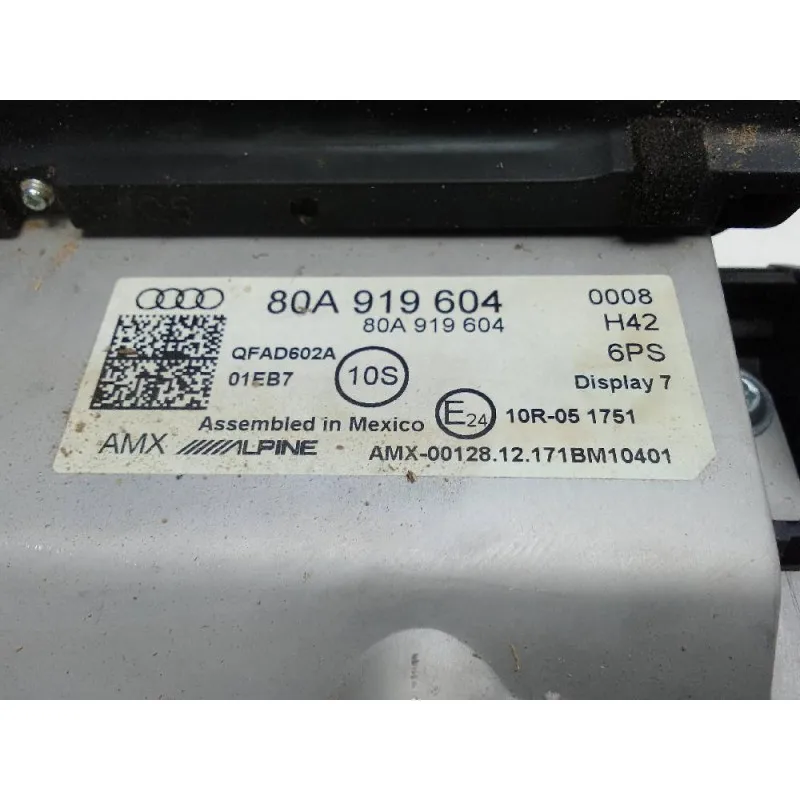 80A 919 604 0008
80A 919 604 H42
QFAD602A 10S 6PS
01EB7 Display 7
Assembled in Mexico E24 10R-05 1751
AMX ALPINE AMX-00128.12.171BM10401